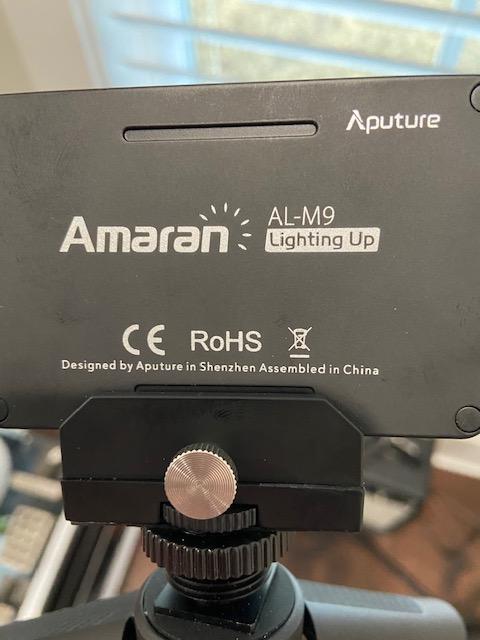 Aputure
Amaran AL-M9
Lighting Up
CE RoHS
Designed by Aputure in Shenzhen Assembled in China